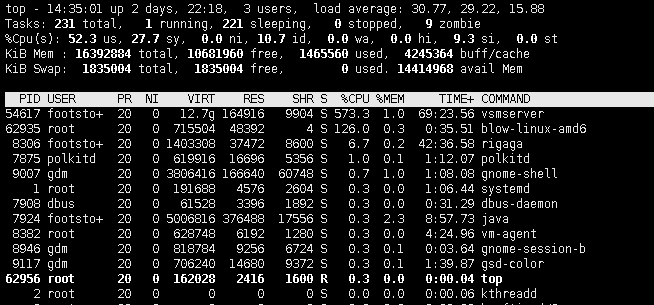 top - 14:35:01 up 2 days, 22:18,  3 users,  load average: 30.77, 29.22, 15.88
Tasks: 231 total,   1 running, 221 sleeping,   0 stopped,   9 zombie
%Cpu(s): 52.3 us, 27.7 sy,  0.0 ni, 10.7 id,  0.0 wa,  0.0 hi,  9.3 si,  0.0 st
KiB Mem : 16392884 total, 10681960 free,  1465560 used,  4245364 buff/cache
KiB Swap:  1835004 total,  1835004 free,        0 used. 14414968 avail Mem
PID USER      PR  NI    VIRT    RES    SHR S  %CPU %MEM     TIME+ COMMAND
54617 footsto+  20   0   12.7g 164916   9904 S 573.3  1.0  69:23.56 vsmserver
62935 root      20   0  715504  48392      4 S 126.0  0.3   0:35.51 blow-linux-amd6
8306 footsto+  20   0 1403308  37472   8600 S   6.7  0.2  42:36.58 rigaga
7875 polkitd   20   0  619916  16696   5356 S   1.0  0.1   1:12.07 polkitd
9007 gdm       20   0 3806416 166640  60748 S   0.7  1.0   1:08.08 gnome-shell
1 root      20   0  191688   4576   2604 S   0.3  0.0   1:06.44 systemd
7908 dbus      20   0   61528   3396   1892 S   0.3  0.0   0:31.29 dbus-daemon
7924 footsto+  20   0 5006816 376488  17556 S   0.3  2.3   8:57.73 java
8382 root      20   0  628748   6192   1280 S   0.3  0.0   4:24.96 vm-agent
8946 gdm       20   0  818784   9256   6724 S   0.3  0.1   0:03.64 gnome-session-b
9117 gdm       20   0  706240  14680   9372 S   0.3  0.1   1:39.87 gsd-color
62956 root      20   0  162028   2416   1600 R   0.3  0.0   0:00.04 top
2 root      20   0       0      0      0 S   0.0  0.0   0:00.06 kthreadd